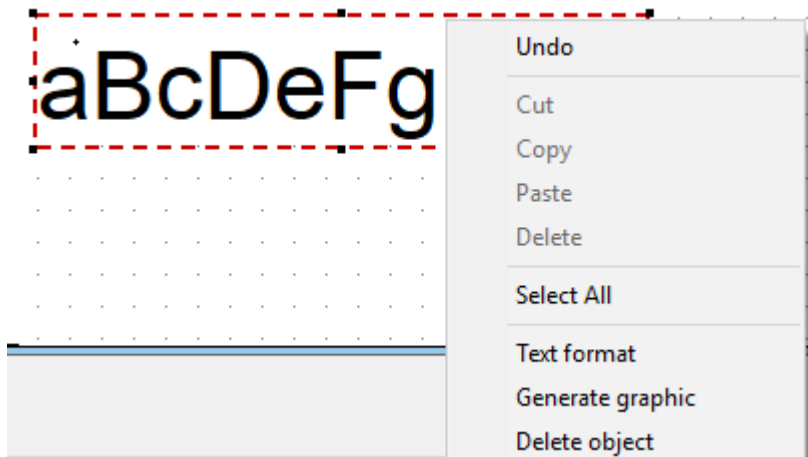 aBcDeFg
Undo
Cut
Copy
Paste
Delete
Select All
Text format
Generate graphic
Delete object